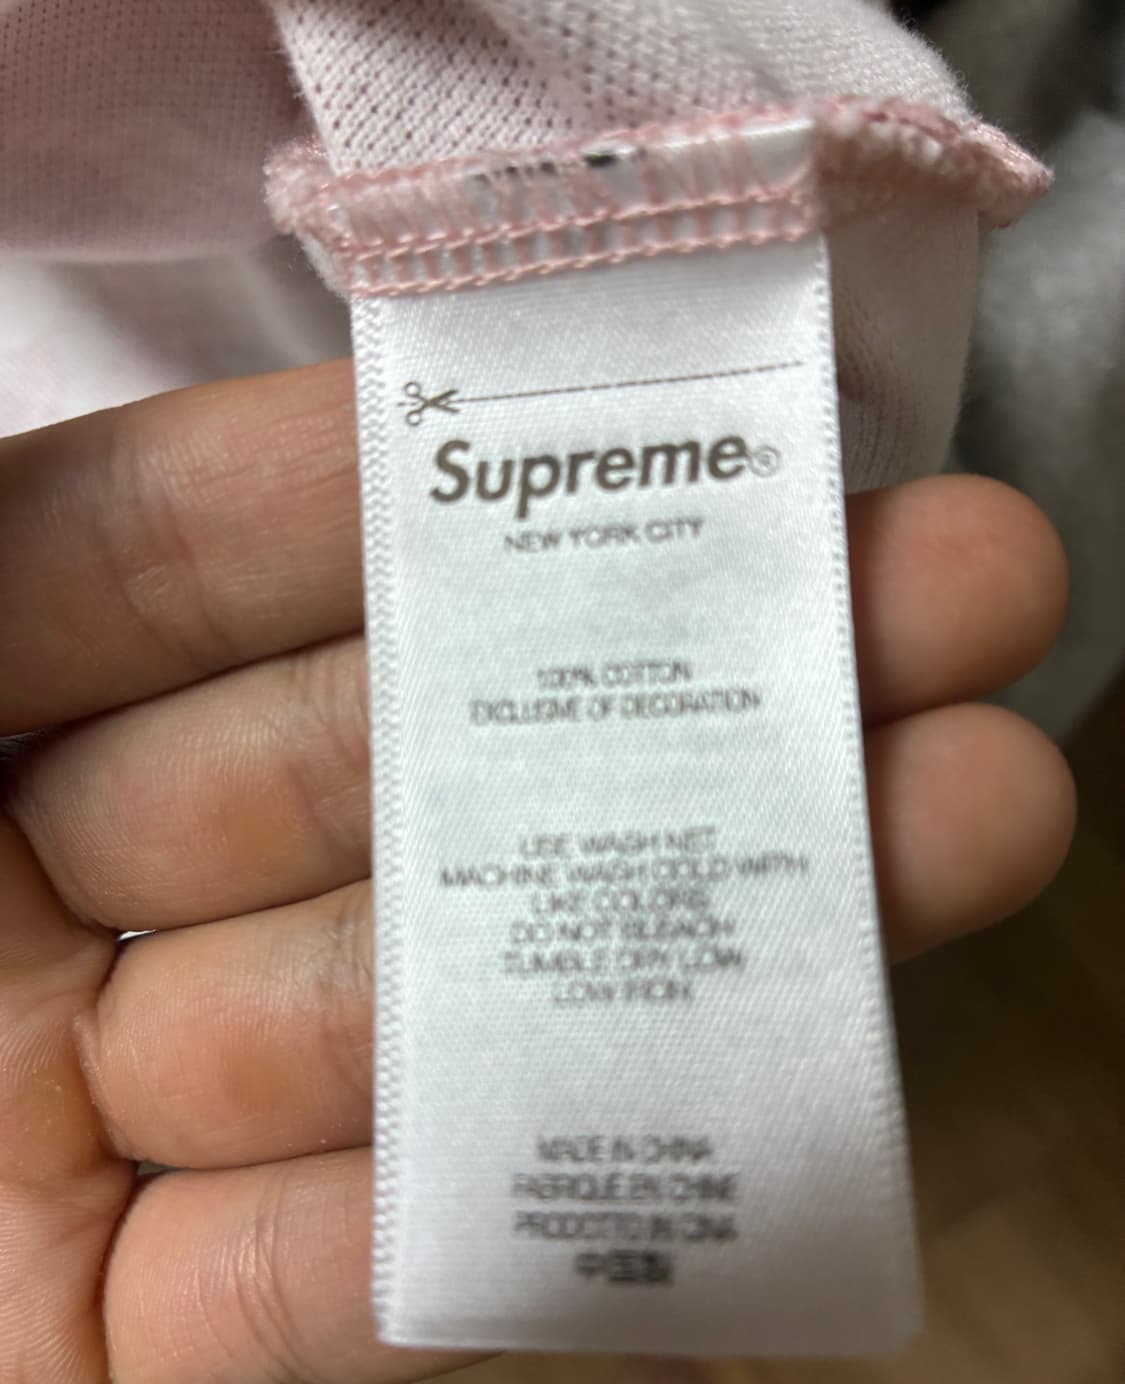 Supreme®
NEW YORK CITY
100% COTTON
EXCLUSIVE OF DECORATION
USE WASH NET
MACHINE WASH COLD WITH
LIKE COLORS,
DO NOT BLEACH
TUMBLE DRY LOW
LOW IRON
MADE IN CHINA
FABRIQUÉ EN CHINE
PRODOTTO IN CINA